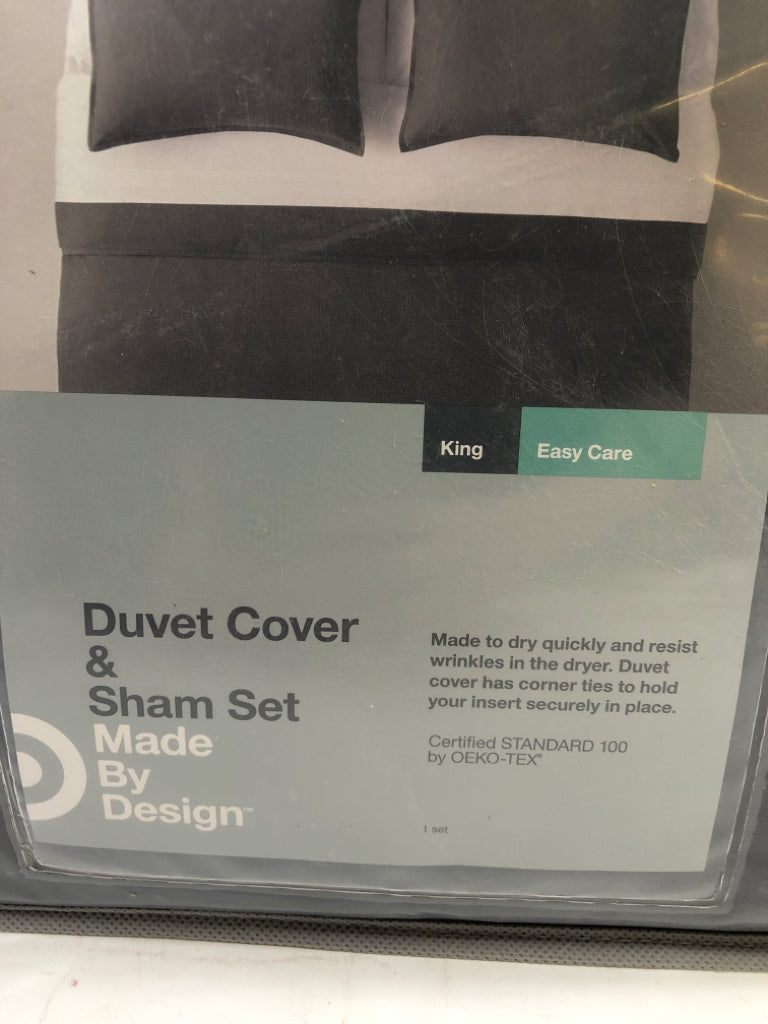 King
Easy Care
Duvet Cover
&
Sham Set
Made
By
Design™
Made to dry quickly and resist
wrinkles in the dryer. Duvet
cover has corner ties to hold
your insert securely in place.
Certified STANDARD 100
by OEKO-TEX®
1 set